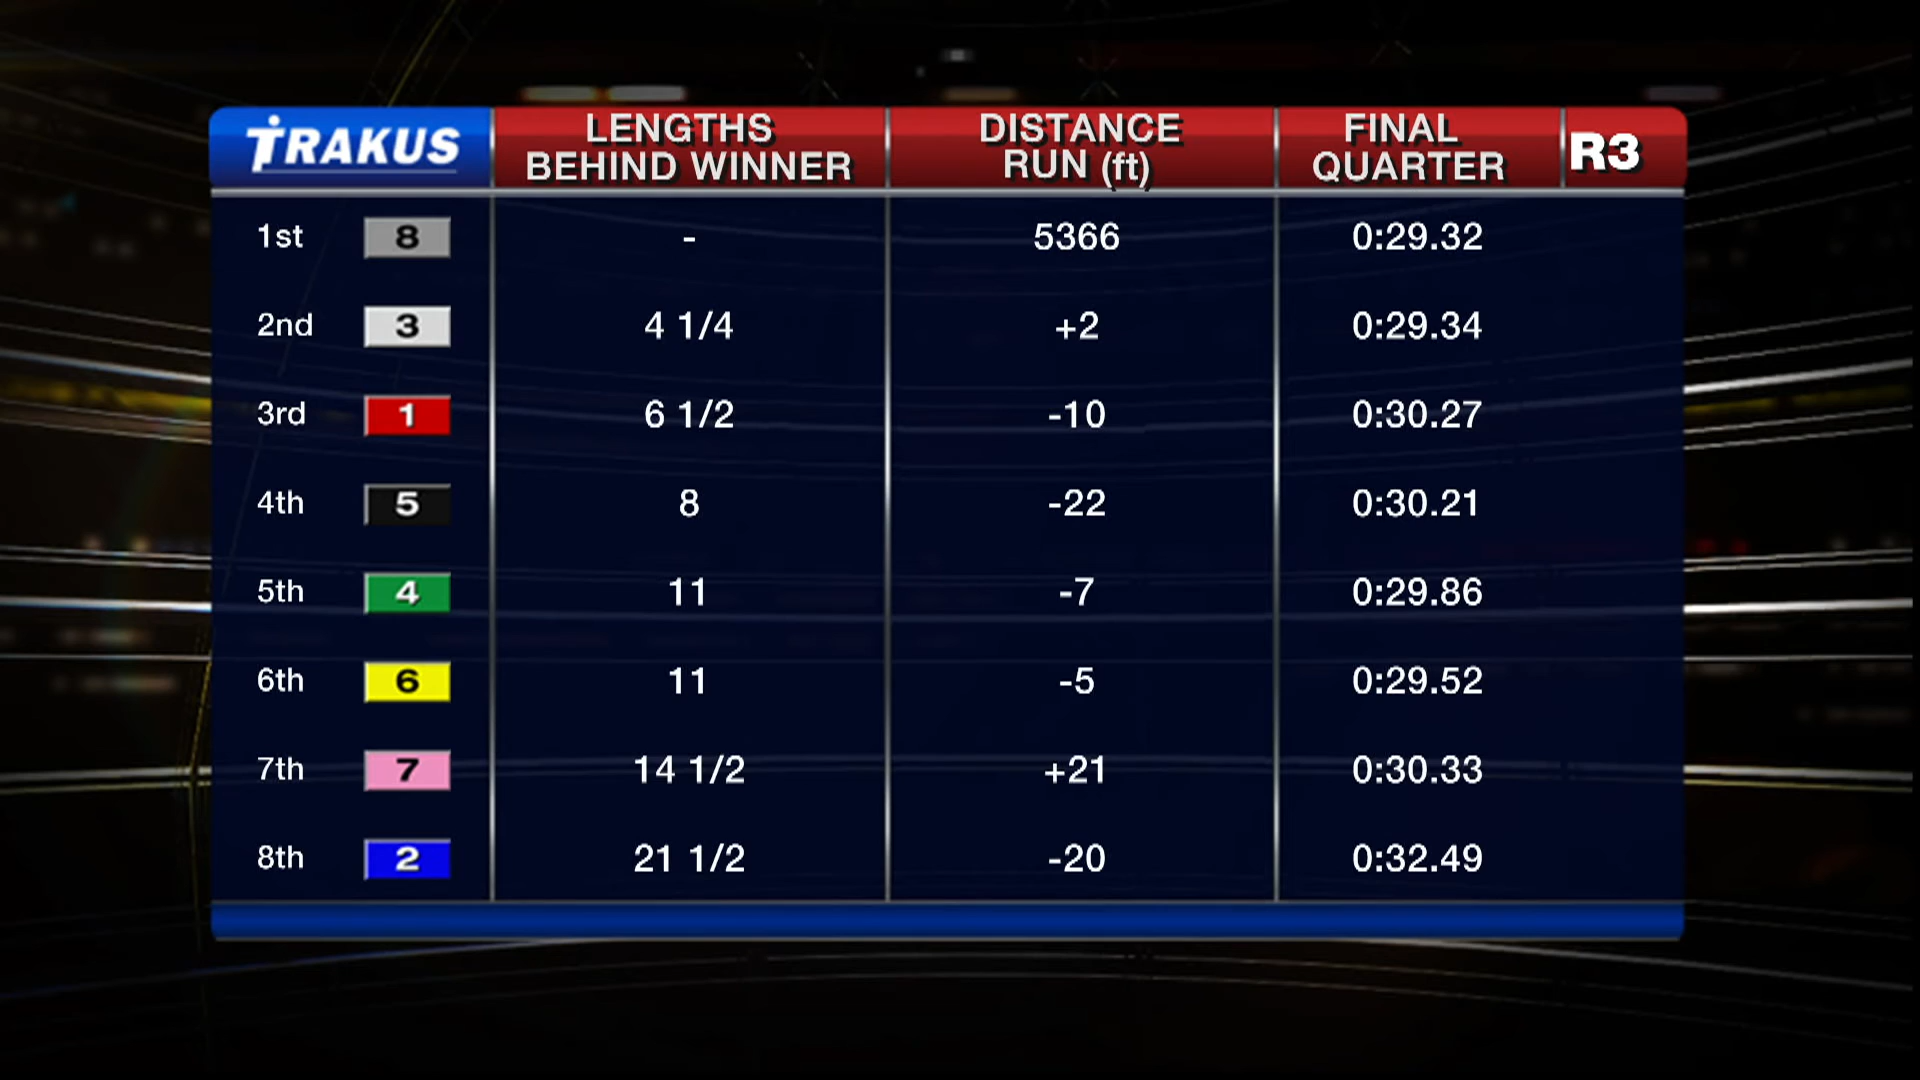 TRAKUS
LENGTHS BEHIND WINNER
DISTANCE RUN (ft)
FINAL QUARTER
R3
1st 8 - 5366 0:29.32
2nd 3 4 1/4 +2 0:29.34
3rd 1 6 1/2 -10 0:30.27
4th 5 8 -22 0:30.21
5th 4 11 -7 0:29.86
6th 6 11 -5 0:29.52
7th 7 14 1/2 +21 0:30.33
8th 2 21 1/2 -20 0:32.49